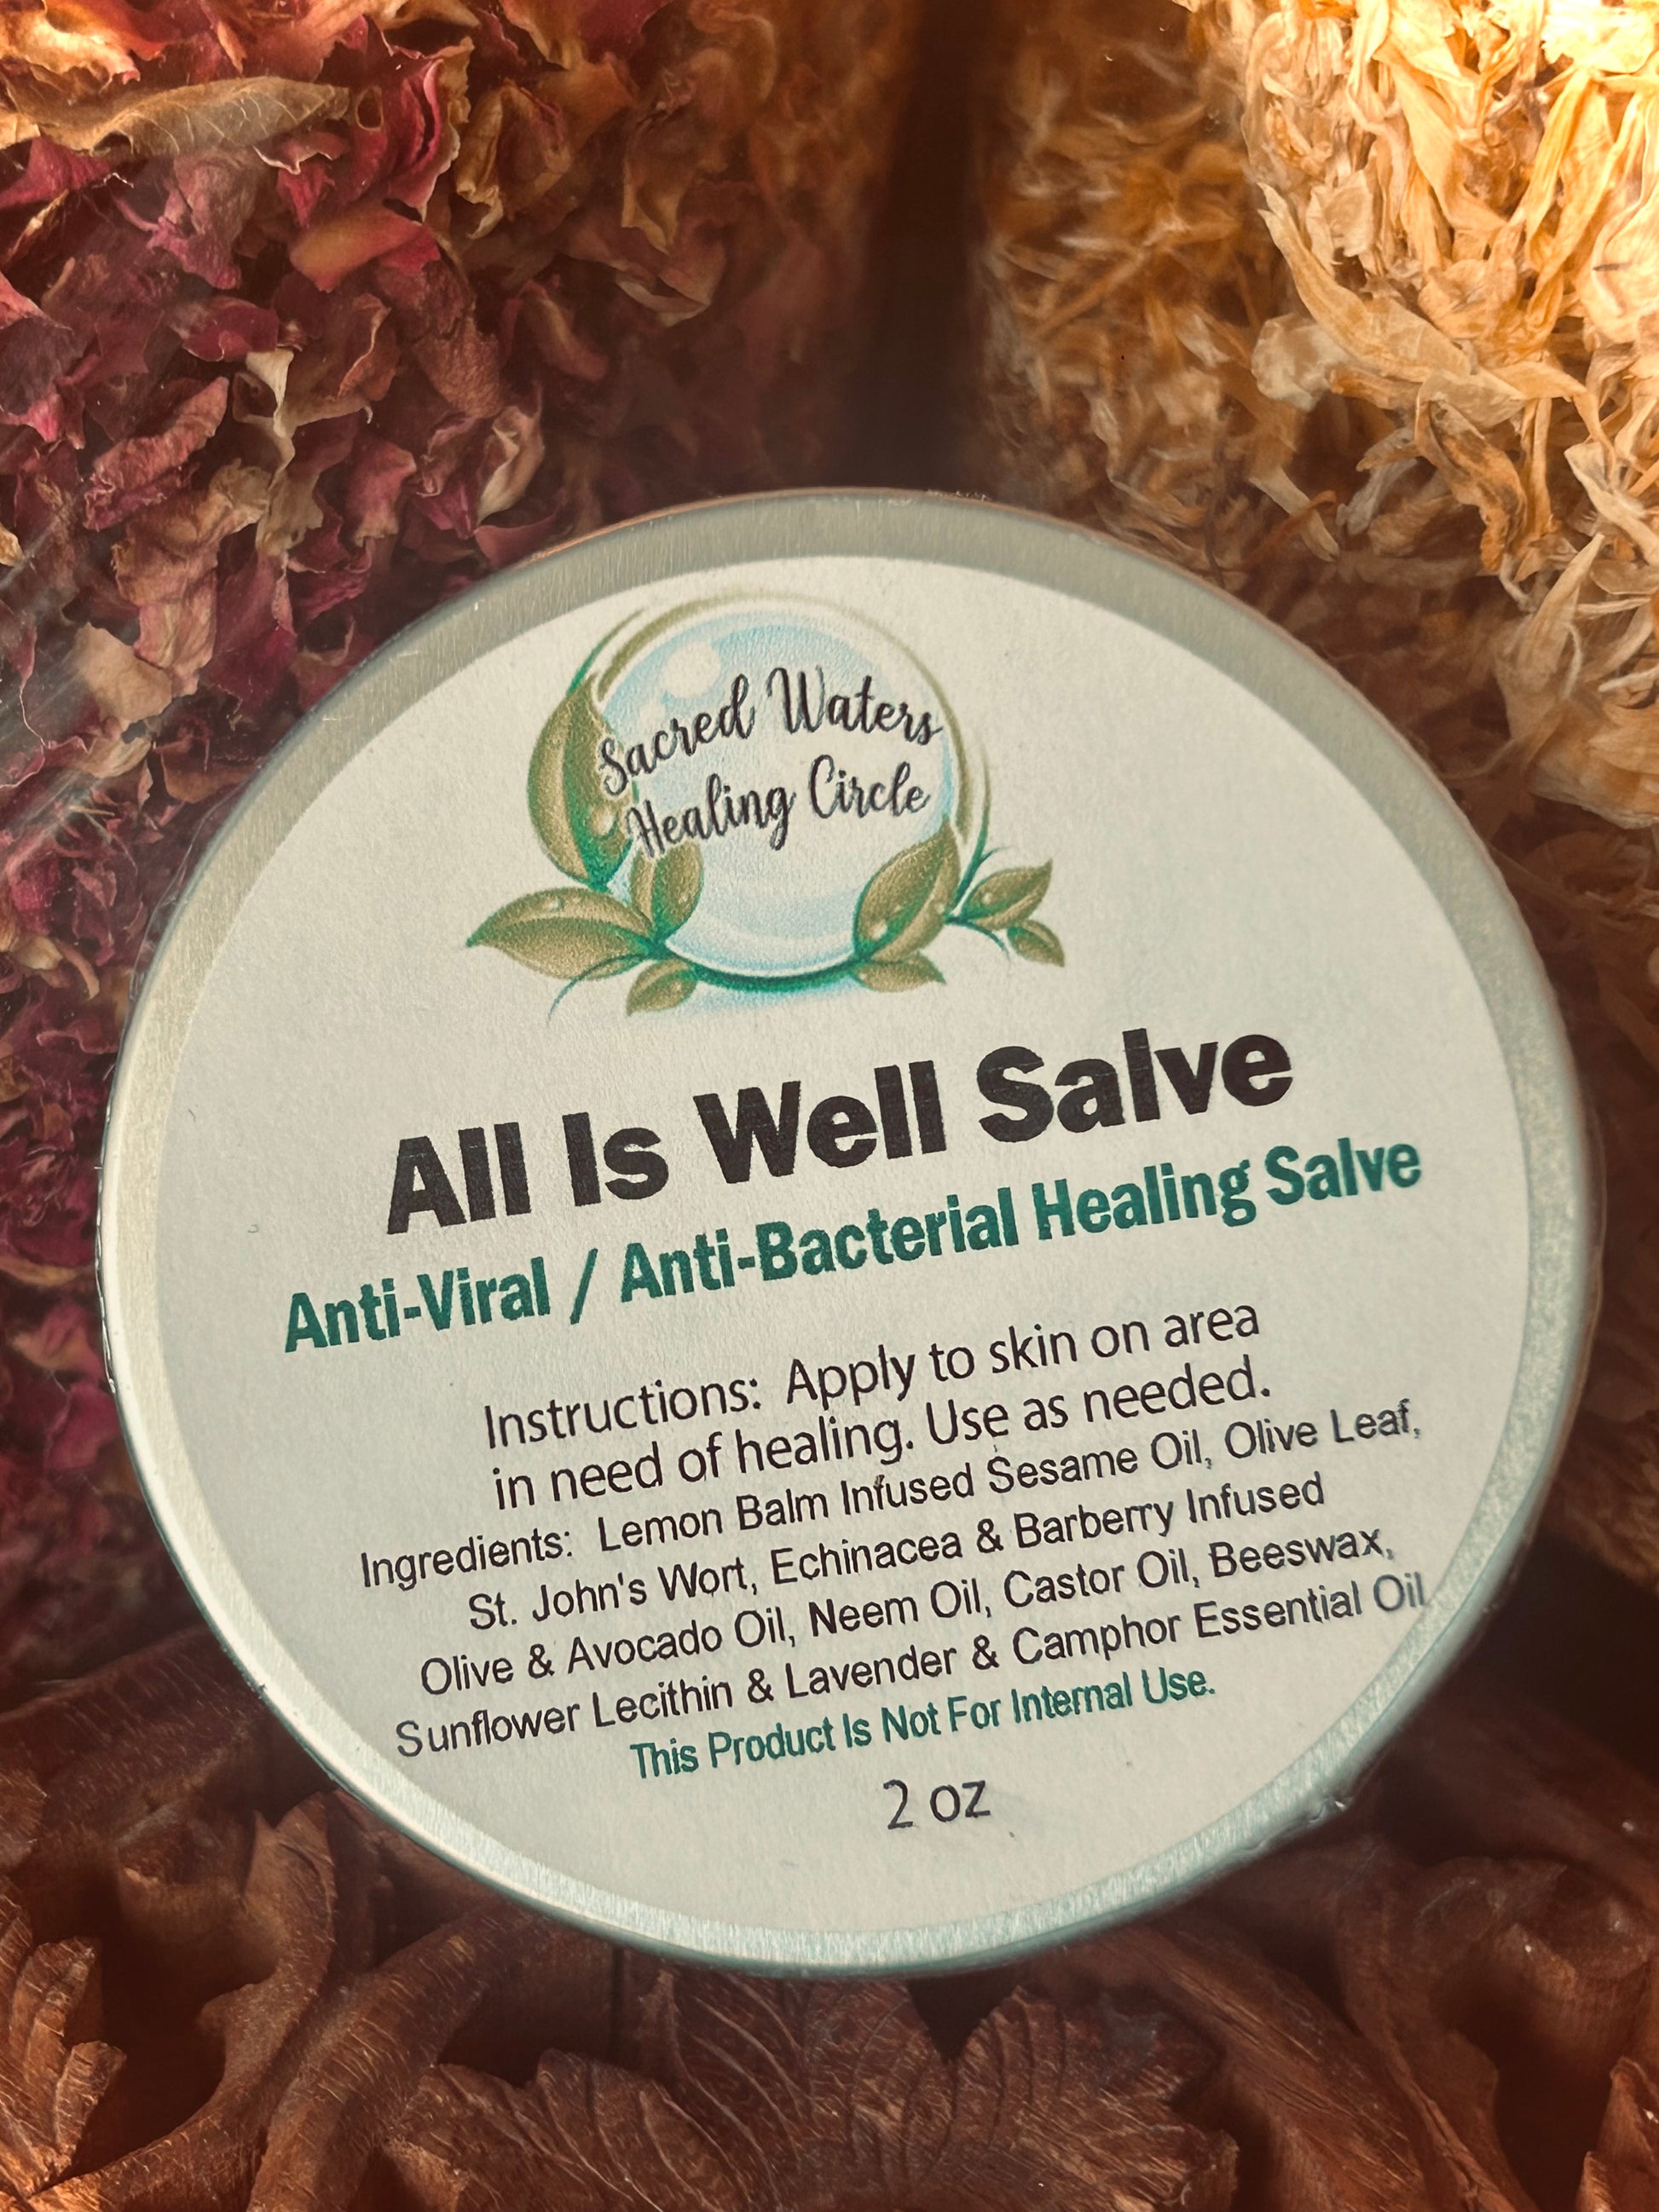 Sacred Waters
Healing Circle
All Is Well Salve
Anti-Viral / Anti-Bacterial Healing Salve
Instructions: Apply to skin on area
in need of healing. Use as needed.
Ingredients: Lemon Balm Infused Sesame Oil, Olive Leaf,
St. John's Wort, Echinacea & Barberry Infused
Olive & Avocado Oil, Neem Oil, Castor Oil, Beeswax,
Sunflower Lecithin & Lavender & Camphor Essential Oil
This Product Is Not For Internal Use.
2 oz